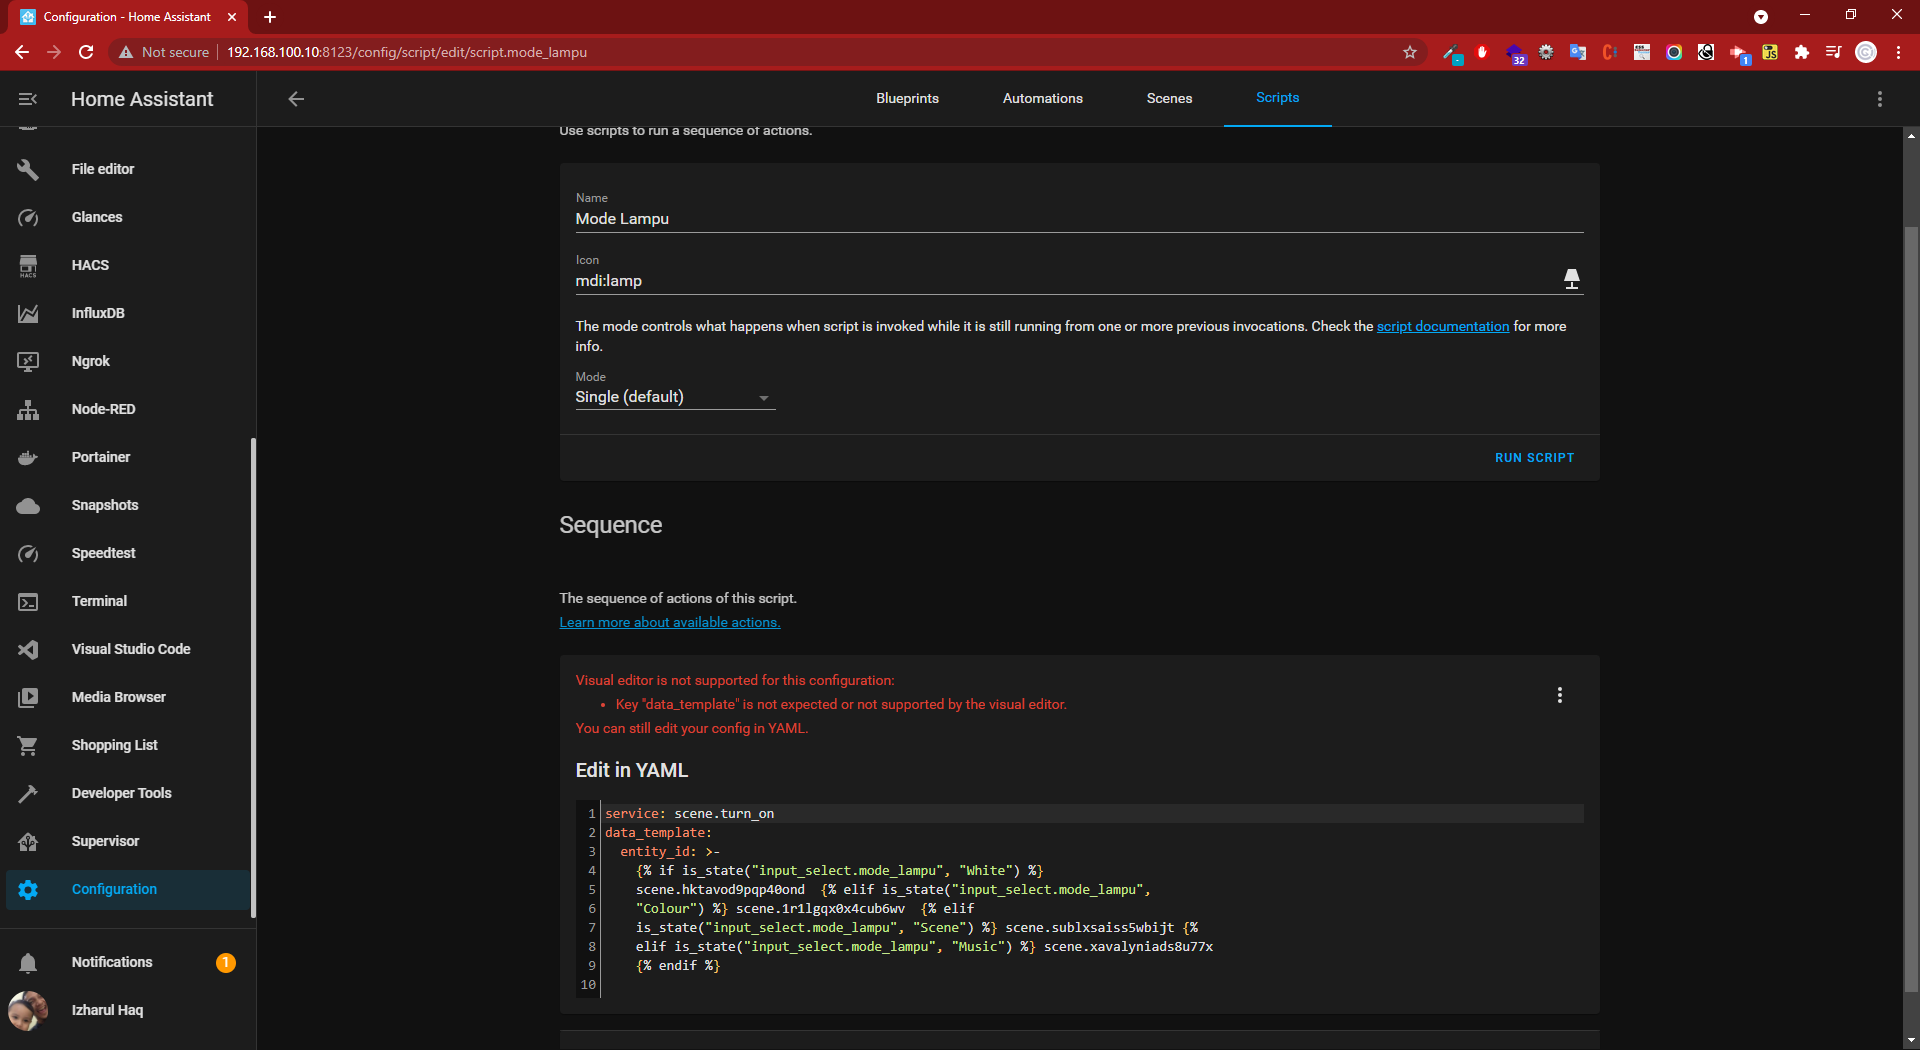 Configuration - Home Assistant
Not secure
192.168.100.10:8123/config/script/edit/script.mode_lampu
32
1
Home Assistant
Blueprints
Automations
Scenes
Scripts
File editor
Glances
HACS
HACS
InfluxDB
Ngrok
Node-RED
Portainer
Snapshots
Speedtest
Terminal
Visual Studio Code
Media Browser
Shopping List
Developer Tools
Supervisor
Configuration
Notifications
1
Izharul Haq
Use scripts to run a sequence of actions.
Name
Mode Lampu
Icon
mdi:lamp
The mode controls what happens when script is invoked while it is still running from one or more previous invocations. Check the script documentation for more
info.
Mode
Single (default)
RUN SCRIPT
Sequence
The sequence of actions of this script.
Learn more about available actions.
Visual editor is not supported for this configuration:
• Key "data_template" is not expected or not supported by the visual editor.
You can still edit your config in YAML.
Edit in YAML
1 service: scene.turn_on
2 data_template:
3   entity_id: >-
4     {% if is_state("input_select.mode_lampu", "White") %}
5     scene.hktavod9pqp40ond  {% elif is_state("input_select.mode_lampu",
6     "Colour") %} scene.1r1lgqx0x4cub6wv  {% elif
7     is_state("input_select.mode_lampu", "Scene") %} scene.sublxsaiss5wbijt {%
8     elif is_state("input_select.mode_lampu", "Music") %} scene.xavalyniads8u77x
9     {% endif %}
10